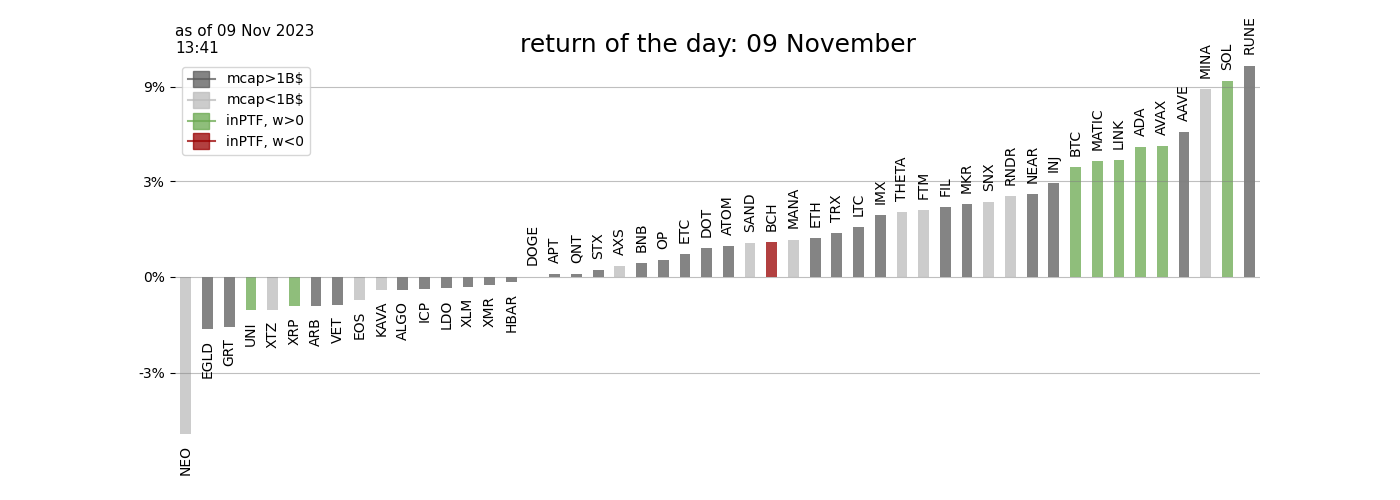 as of 09 Nov 2023
13:41
return of the day: 09 November
mcap>1B$
mcap<1B$
inPTF, w>0
inPTF, w<0
9%
3%
0%
-3%
NEO
EGLD
GRT
UNI
XTZ
XRP
ARB
VET
EOS
KAVA
ALGO
ICP
LDO
XLM
XMR
HBAR
DOGE
APT
QNT
STX
AXS
BNB
OP
ETC
DOT
ATOM
SAND
BCH
MANA
ETH
TRX
LTC
IMX
THETA
FTM
FIL
MKR
SNX
RNDR
NEAR
INJ
BTC
MATIC
LINK
ADA
AVAX
AAVE
MINA
SOL
RUNE